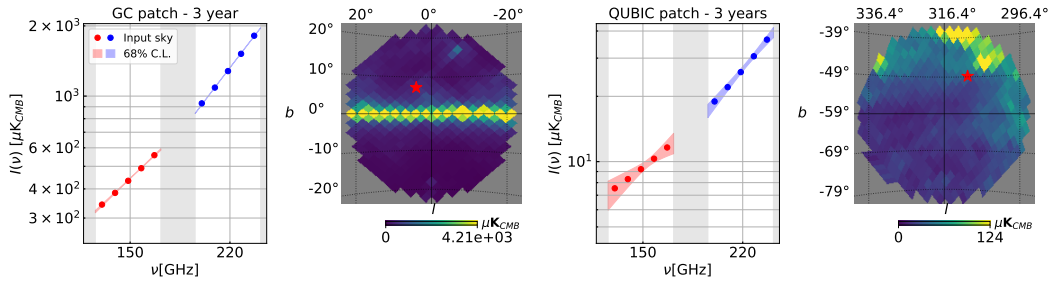 GC patch - 3 year
2 × 10³
10³
6 × 10²
4 × 10²
3 × 10²
I(ν) [μK_CMB]
Input sky
68% C.L.
150
220
ν[GHz]
20° 0° -20°
20°
10°
0°
-10°
-20°
b
l
0 4.21e+03
μK_CMB
QUBIC patch - 3 years
10¹
I(ν) [μK_CMB]
150
220
ν[GHz]
336.4° 316.4° 296.4°
-39°
-49°
-59°
-69°
-79°
b
l
0 124
μK_CMB